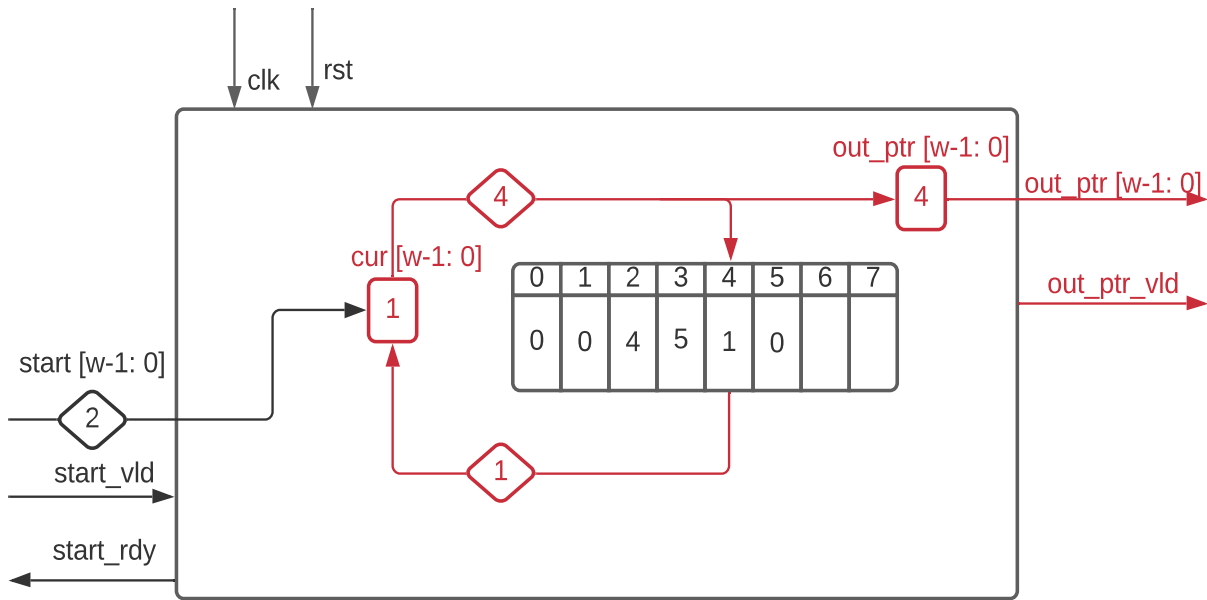 clk
rst
out_ptr [w-1: 0]
out_ptr [w-1: 0]
4
4
cur [w-1: 0]
1
out_ptr_vld
0 1 2 3 4 5 6 7
0 0 4 5 1 0
start [w-1: 0]
2
start_vld
1
start_rdy